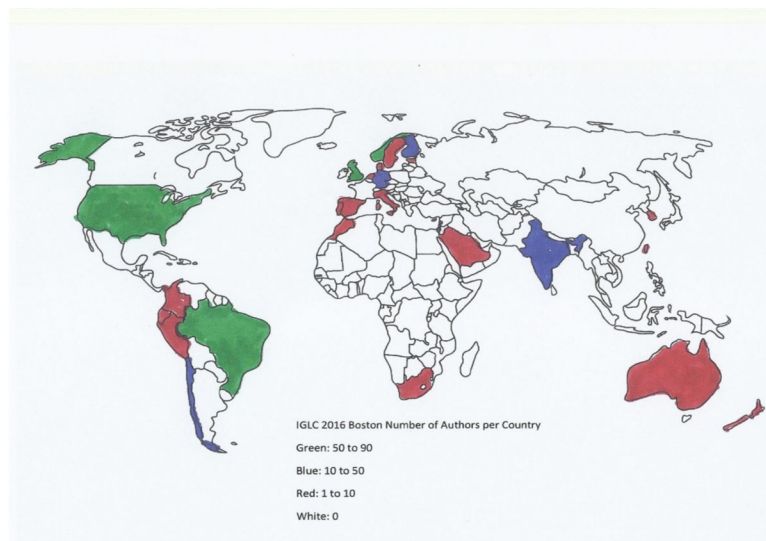 IGLC 2016 Boston Number of Authors per Country
Green: 50 to 90
Blue: 10 to 50
Red: 1 to 10
White: 0